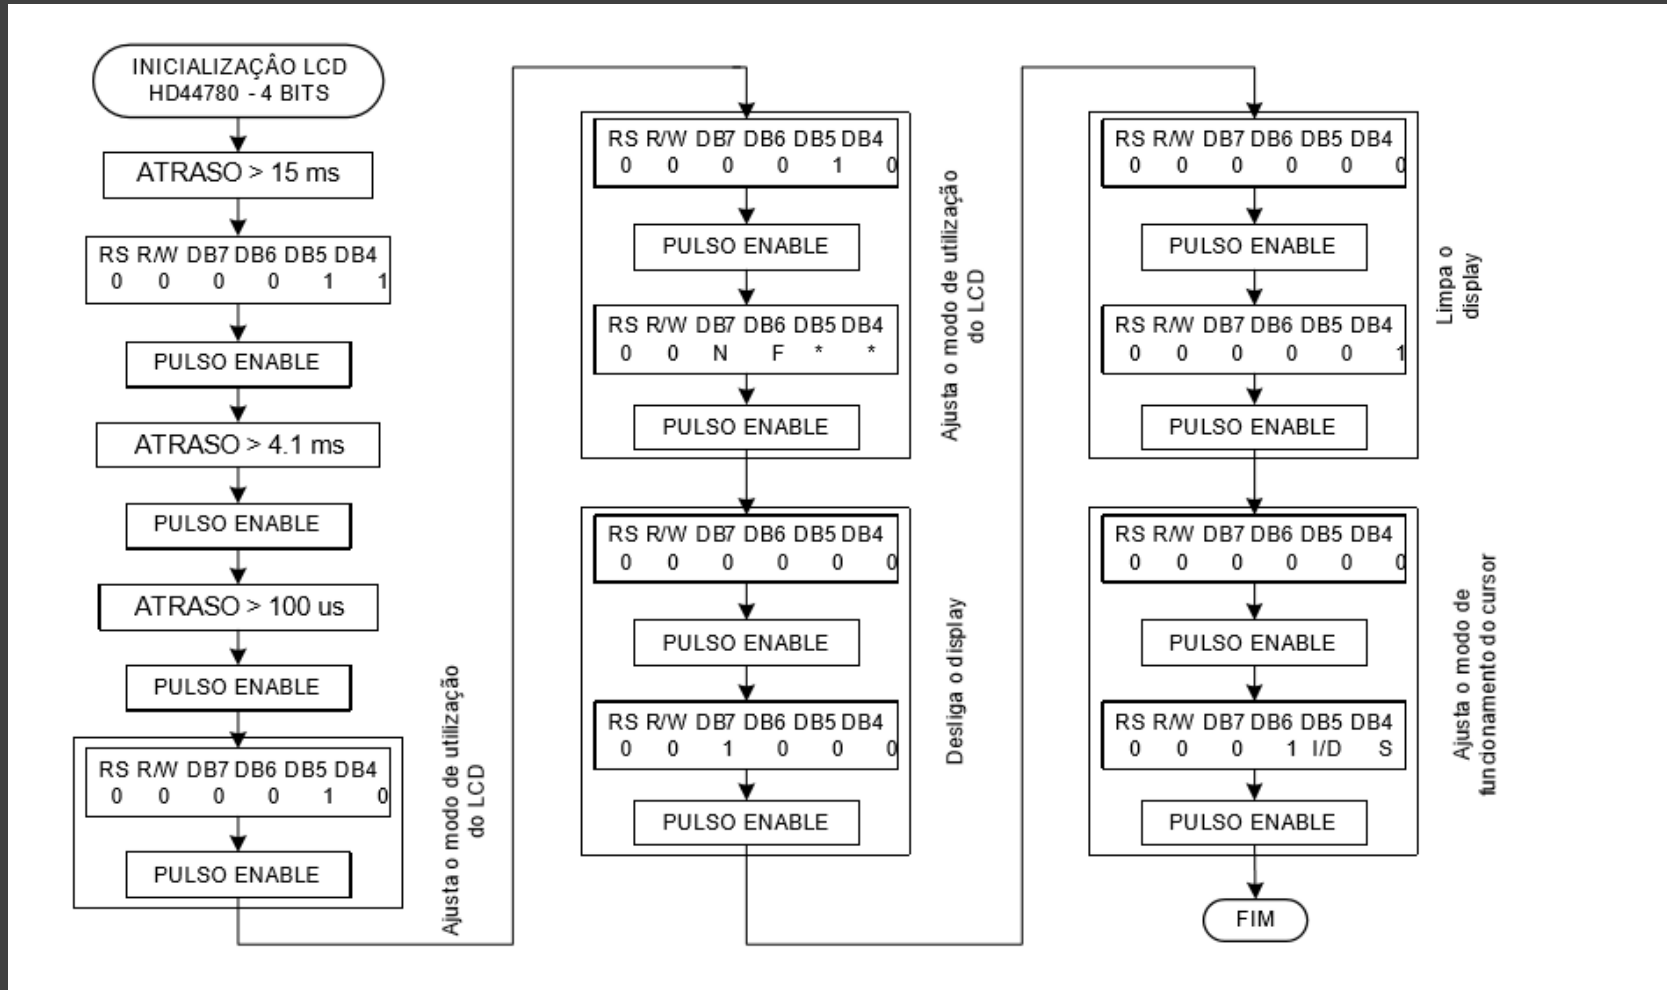 INICIALIZAÇÂO LCD
HD44780 - 4 BITS
ATRASO > 15 ms
RS R/W DB7 DB6 DB5 DB4
0 0 0 0 1 1
PULSO ENABLE
ATRASO > 4.1 ms
PULSO ENABLE
ATRASO > 100 us
PULSO ENABLE
RS R/W DB7 DB6 DB5 DB4
0 0 0 0 1 0
PULSO ENABLE
Ajusta o modo de utilização
do LCD
RS R/W DB7 DB6 DB5 DB4
0 0 0 0 1 0
PULSO ENABLE
RS R/W DB7 DB6 DB5 DB4
0 0 N F * *
PULSO ENABLE
Ajusta o modo de utilização
do LCD
RS R/W DB7 DB6 DB5 DB4
0 0 0 0 0 0
PULSO ENABLE
RS R/W DB7 DB6 DB5 DB4
0 0 1 0 0 0
PULSO ENABLE
Desliga o display
RS R/W DB7 DB6 DB5 DB4
0 0 0 0 0 0
PULSO ENABLE
RS R/W DB7 DB6 DB5 DB4
0 0 0 0 0 1
PULSO ENABLE
Limpa o
display
RS R/W DB7 DB6 DB5 DB4
0 0 0 0 0 0
PULSO ENABLE
RS R/W DB7 DB6 DB5 DB4
0 0 0 1 I/D S
PULSO ENABLE
Ajusta o modo de
funcionamento do cursor
FIM